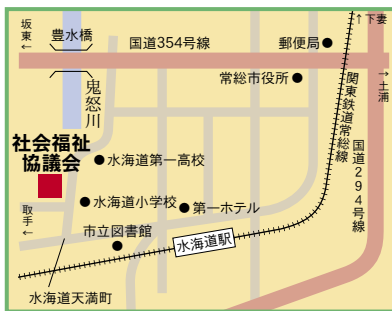 坂東←
豊水橋
国道354号線
郵便局
↑下妻
常総市役所
→土浦
鬼怒川
関東鉄道常総線
国道294号線
社会福祉
協議会
水海道第一高校
水海道小学校
第一ホテル
取手←
市立図書館
水海道駅
水海道天満町